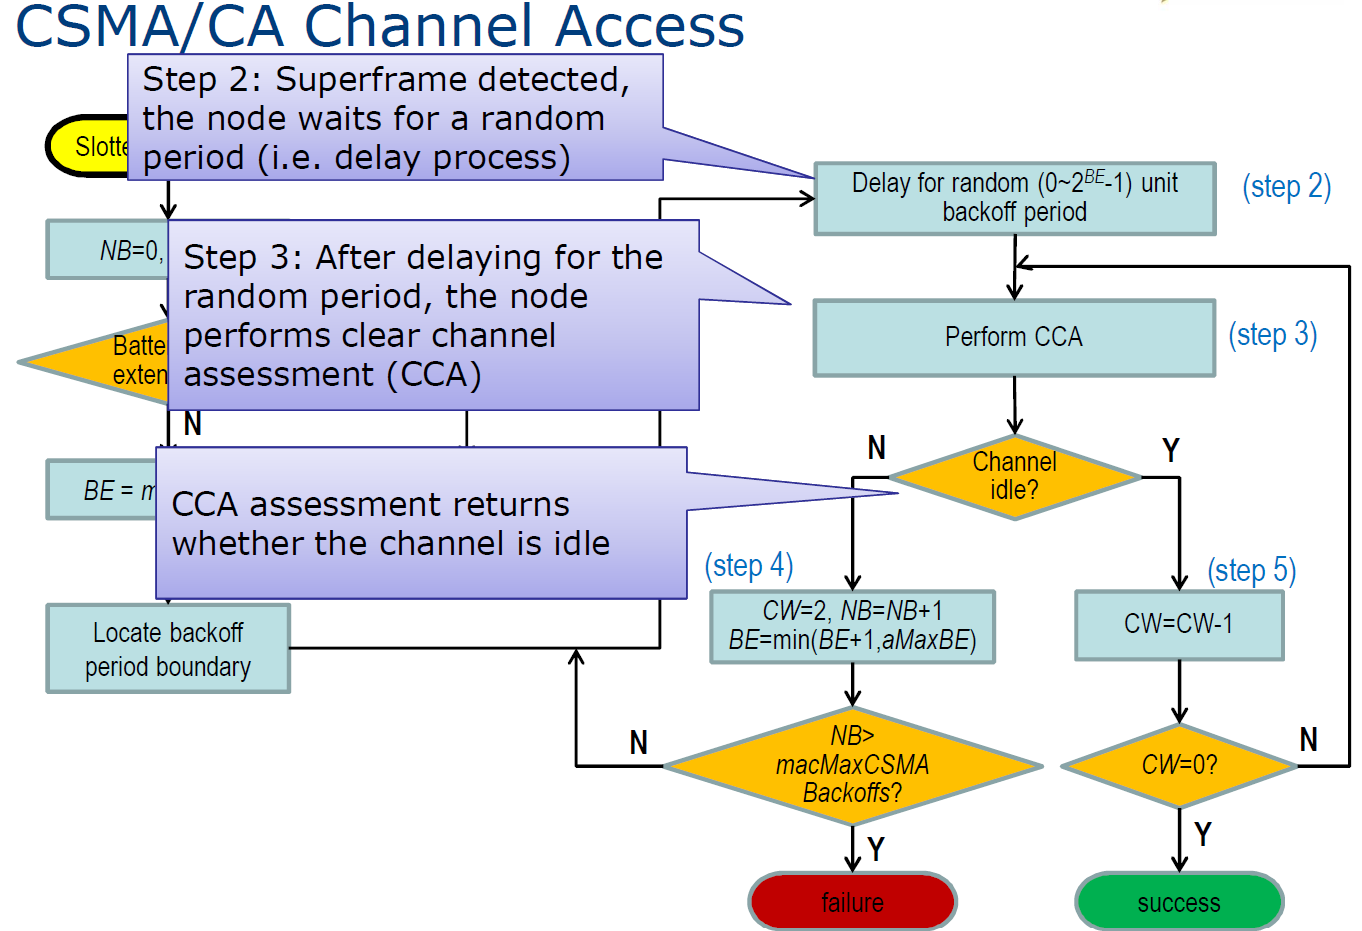 CSMA/CA Channel Access
Step 2: Superframe detected,
the node waits for a random
period (i.e. delay process)
Delay for random (0~2^BE-1) unit
backoff period
(step 2)
NB=0,
Step 3: After delaying for the
random period, the node
performs clear channel
assessment (CCA)
Perform CCA
(step 3)
N
BE =
CCA assessment returns
whether the channel is idle
N
Channel
idle?
Y
(step 4)
(step 5)
CW=2, NB=NB+1
BE=min(BE+1,aMaxBE)
CW=CW-1
Locate backoff
period boundary
N
NB>
macMaxCSMA
Backoffs?
CW=0?
N
Y
Y
failure
success